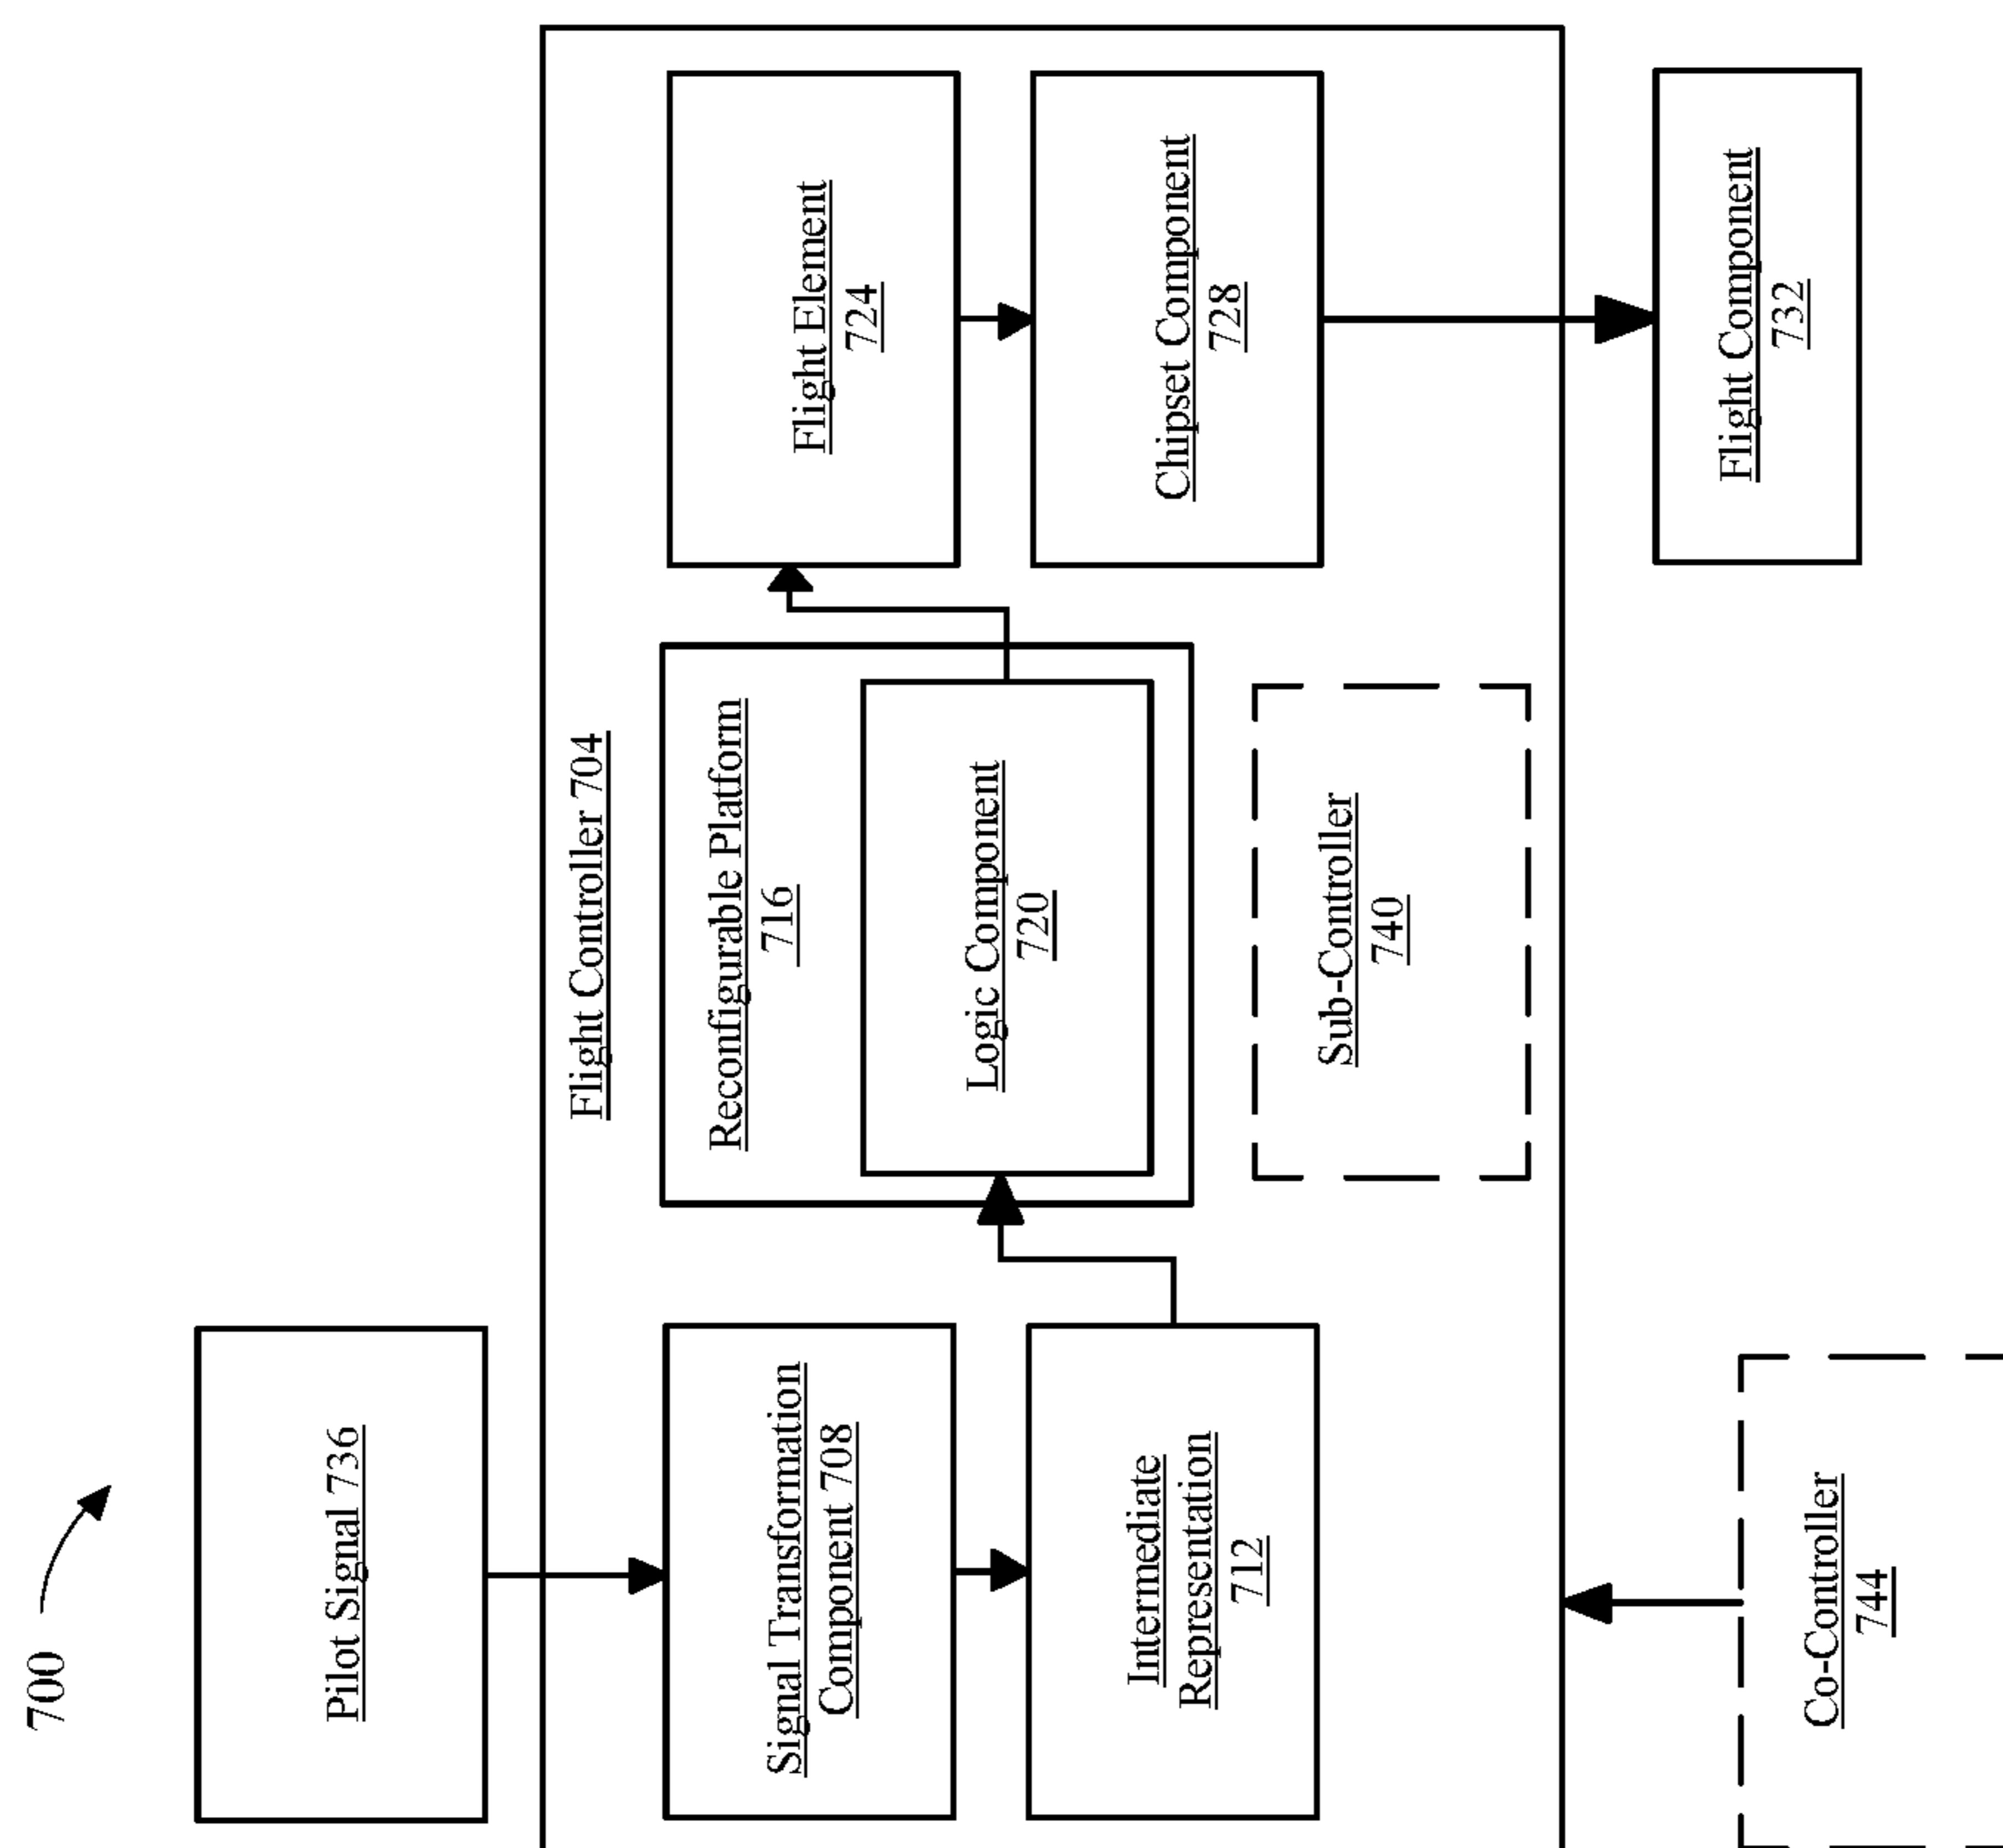 700
Pilot Signal 736
Flight Controller 704
Signal Transformation
Component 708
Intermediate
Representation
712
Reconfigurable Platform
716
Logic Component
720
Sub-Controller
740
Flight Element
724
Chipset Component
728
Flight Component
732
Co-Controller
744